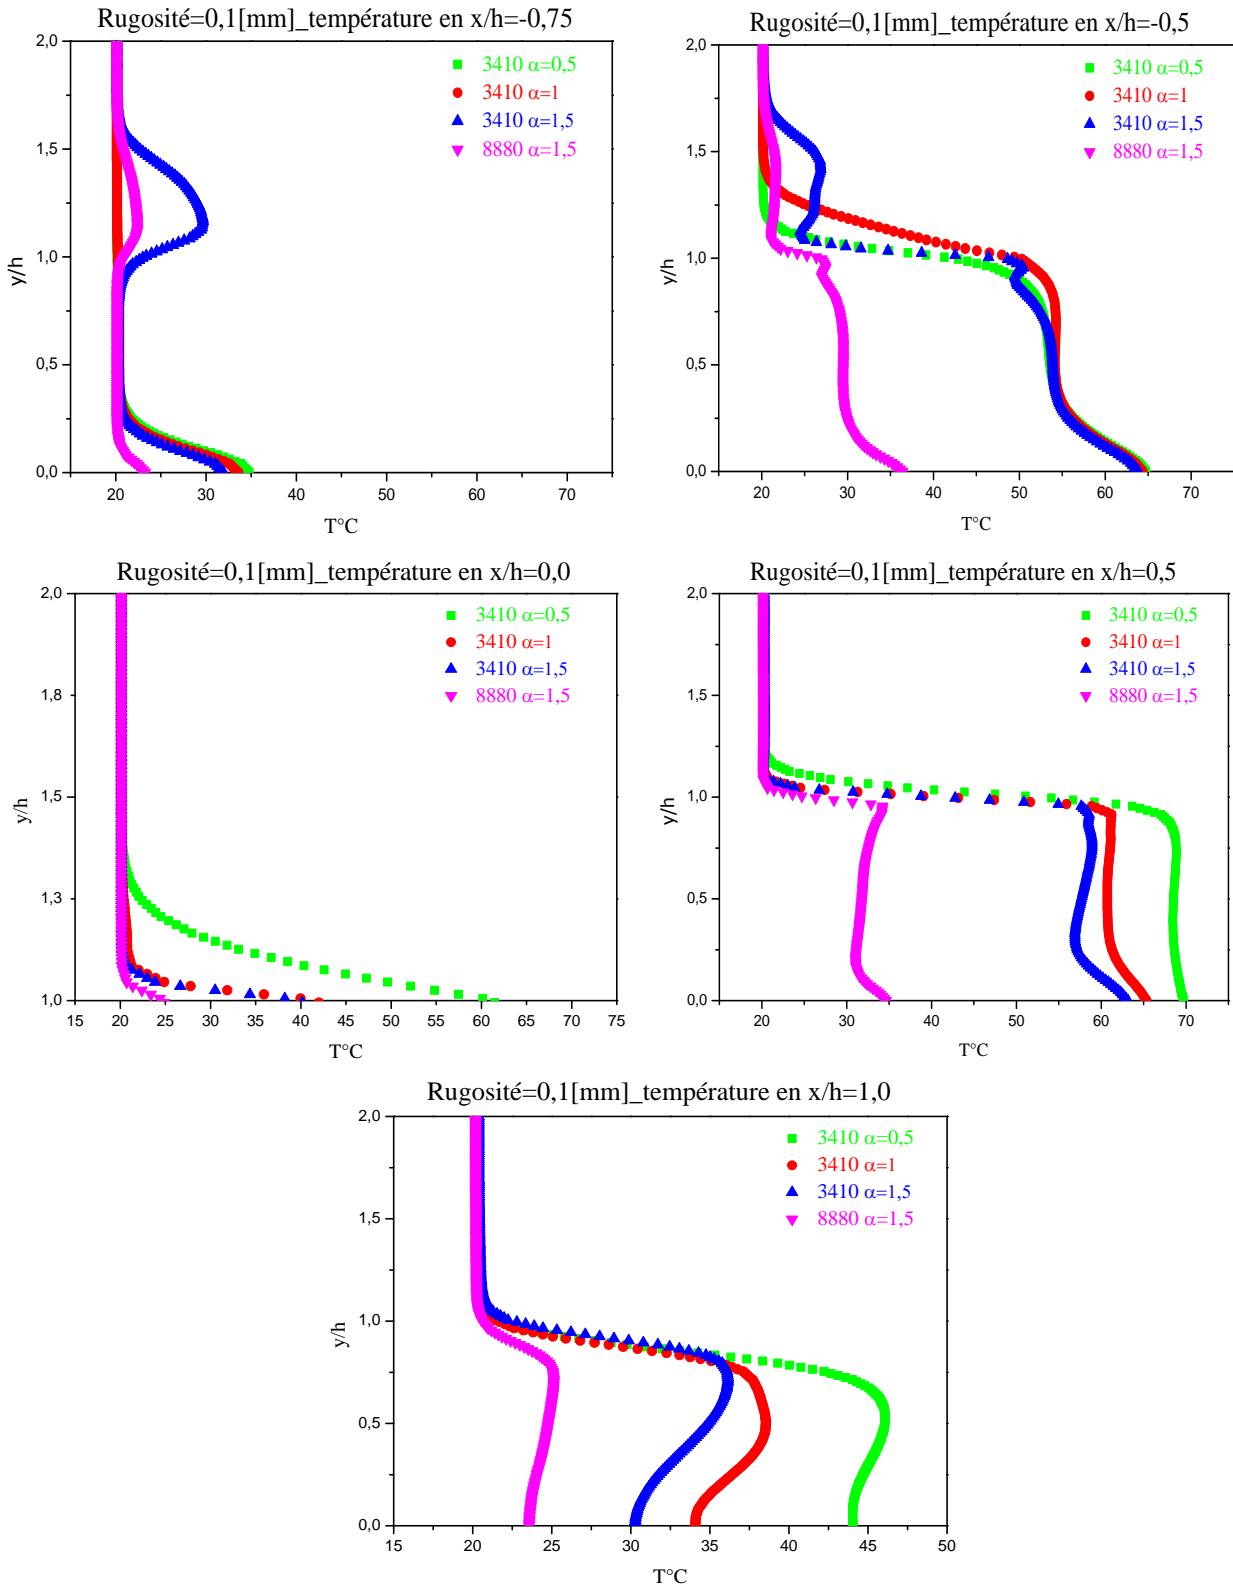 Rugosité=0,1[mm]_température en x/h=-0,75
2,0
1,5
1,0
0,5
0,0
y/h
20 30 40 50 60 70
T°C
3410 α=0,5
3410 α=1
3410 α=1,5
8880 α=1,5
Rugosité=0,1[mm]_température en x/h=-0,5
2,0
1,5
1,0
0,5
0,0
y/h
20 30 40 50 60 70
T°C
3410 α=0,5
3410 α=1
3410 α=1,5
8880 α=1,5
Rugosité=0,1[mm]_température en x/h=0,0
2,0
1,8
1,5
1,3
1,0
y/h
15 20 25 30 35 40 45 50 55 60 65 70 75
T°C
3410 α=0,5
3410 α=1
3410 α=1,5
8880 α=1,5
Rugosité=0,1[mm]_température en x/h=0,5
2,0
1,5
1,0
0,5
0,0
y/h
20 30 40 50 60 70
T°C
3410 α=0,5
3410 α=1
3410 α=1,5
8880 α=1,5
Rugosité=0,1[mm]_température en x/h=1,0
2,0
1,5
1,0
0,5
0,0
y/h
15 20 25 30 35 40 45 50
T°C
3410 α=0,5
3410 α=1
3410 α=1,5
8880 α=1,5